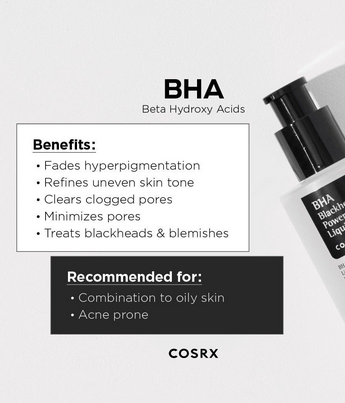 BHA
Beta Hydroxy Acids
Benefits:
• Fades hyperpigmentation
• Refines uneven skin tone
• Clears clogged pores
• Minimizes pores
• Treats blackheads & blemishes
Recommended for:
• Combination to oily skin
• Acne prone
COSRX
BHA